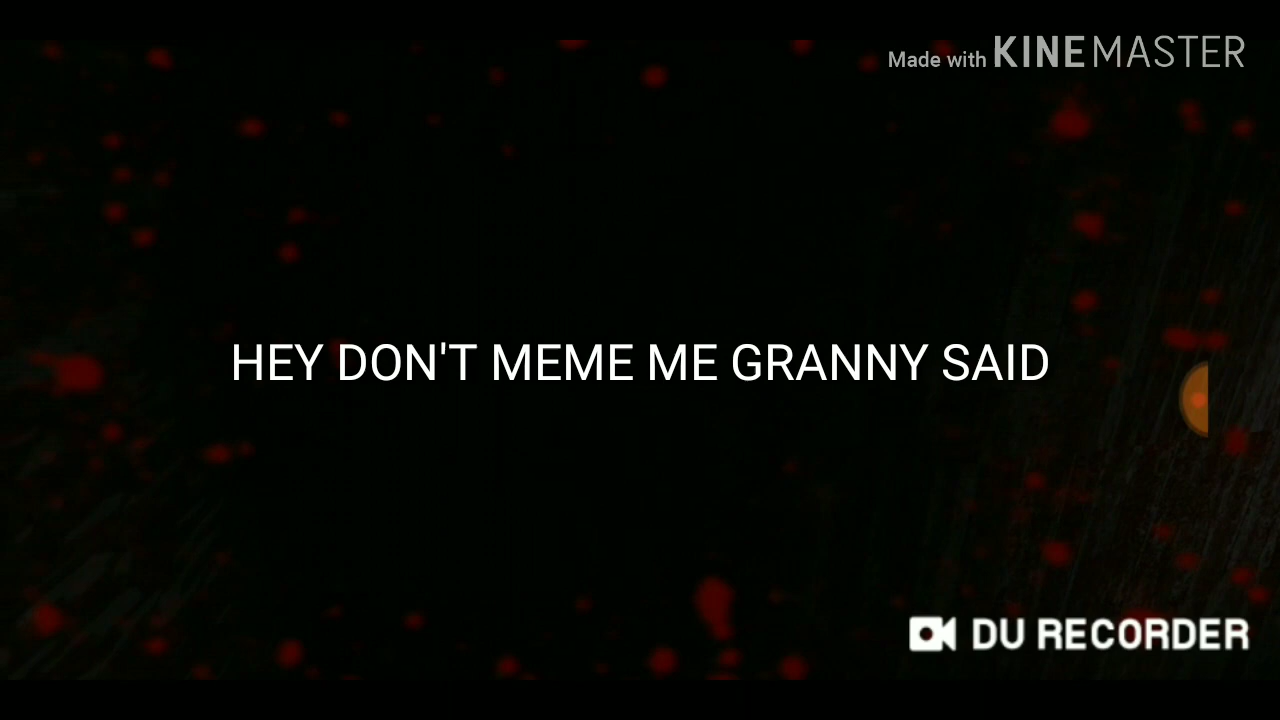 Made with KINEMASTER
HEY DON'T MEME ME GRANNY SAID
DU RECORDER